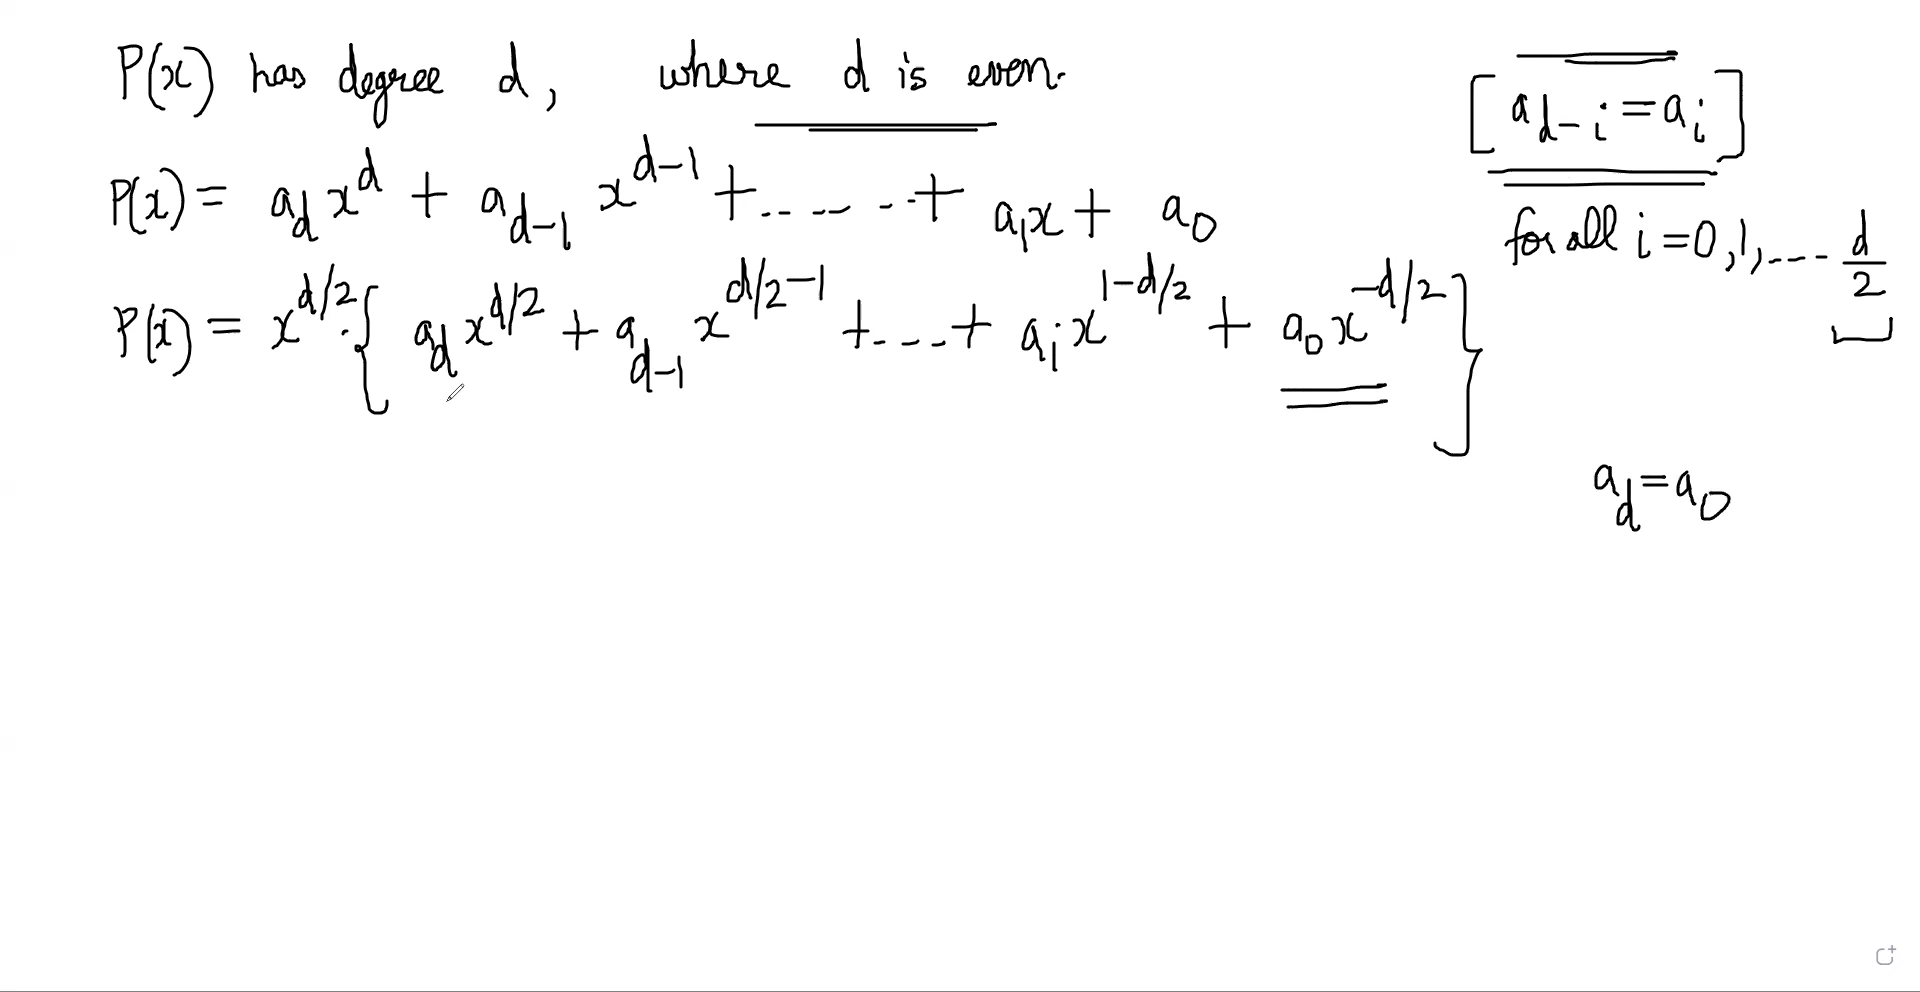 P(x) has degree d, where d is even.
[a_{d-i} = a_i]
P(x) = a_d x^d + a_{d-1} x^{d-1} + ........ + a_1 x + a_0
for all i = 0, 1, .... d/2
P(x) = x^{d/2} · { a_d x^{d/2} + a_{d-1} x^{d/2-1} + .... + a_1 x^{1-d/2} + a_0 x^{-d/2} }
a_d = a_0